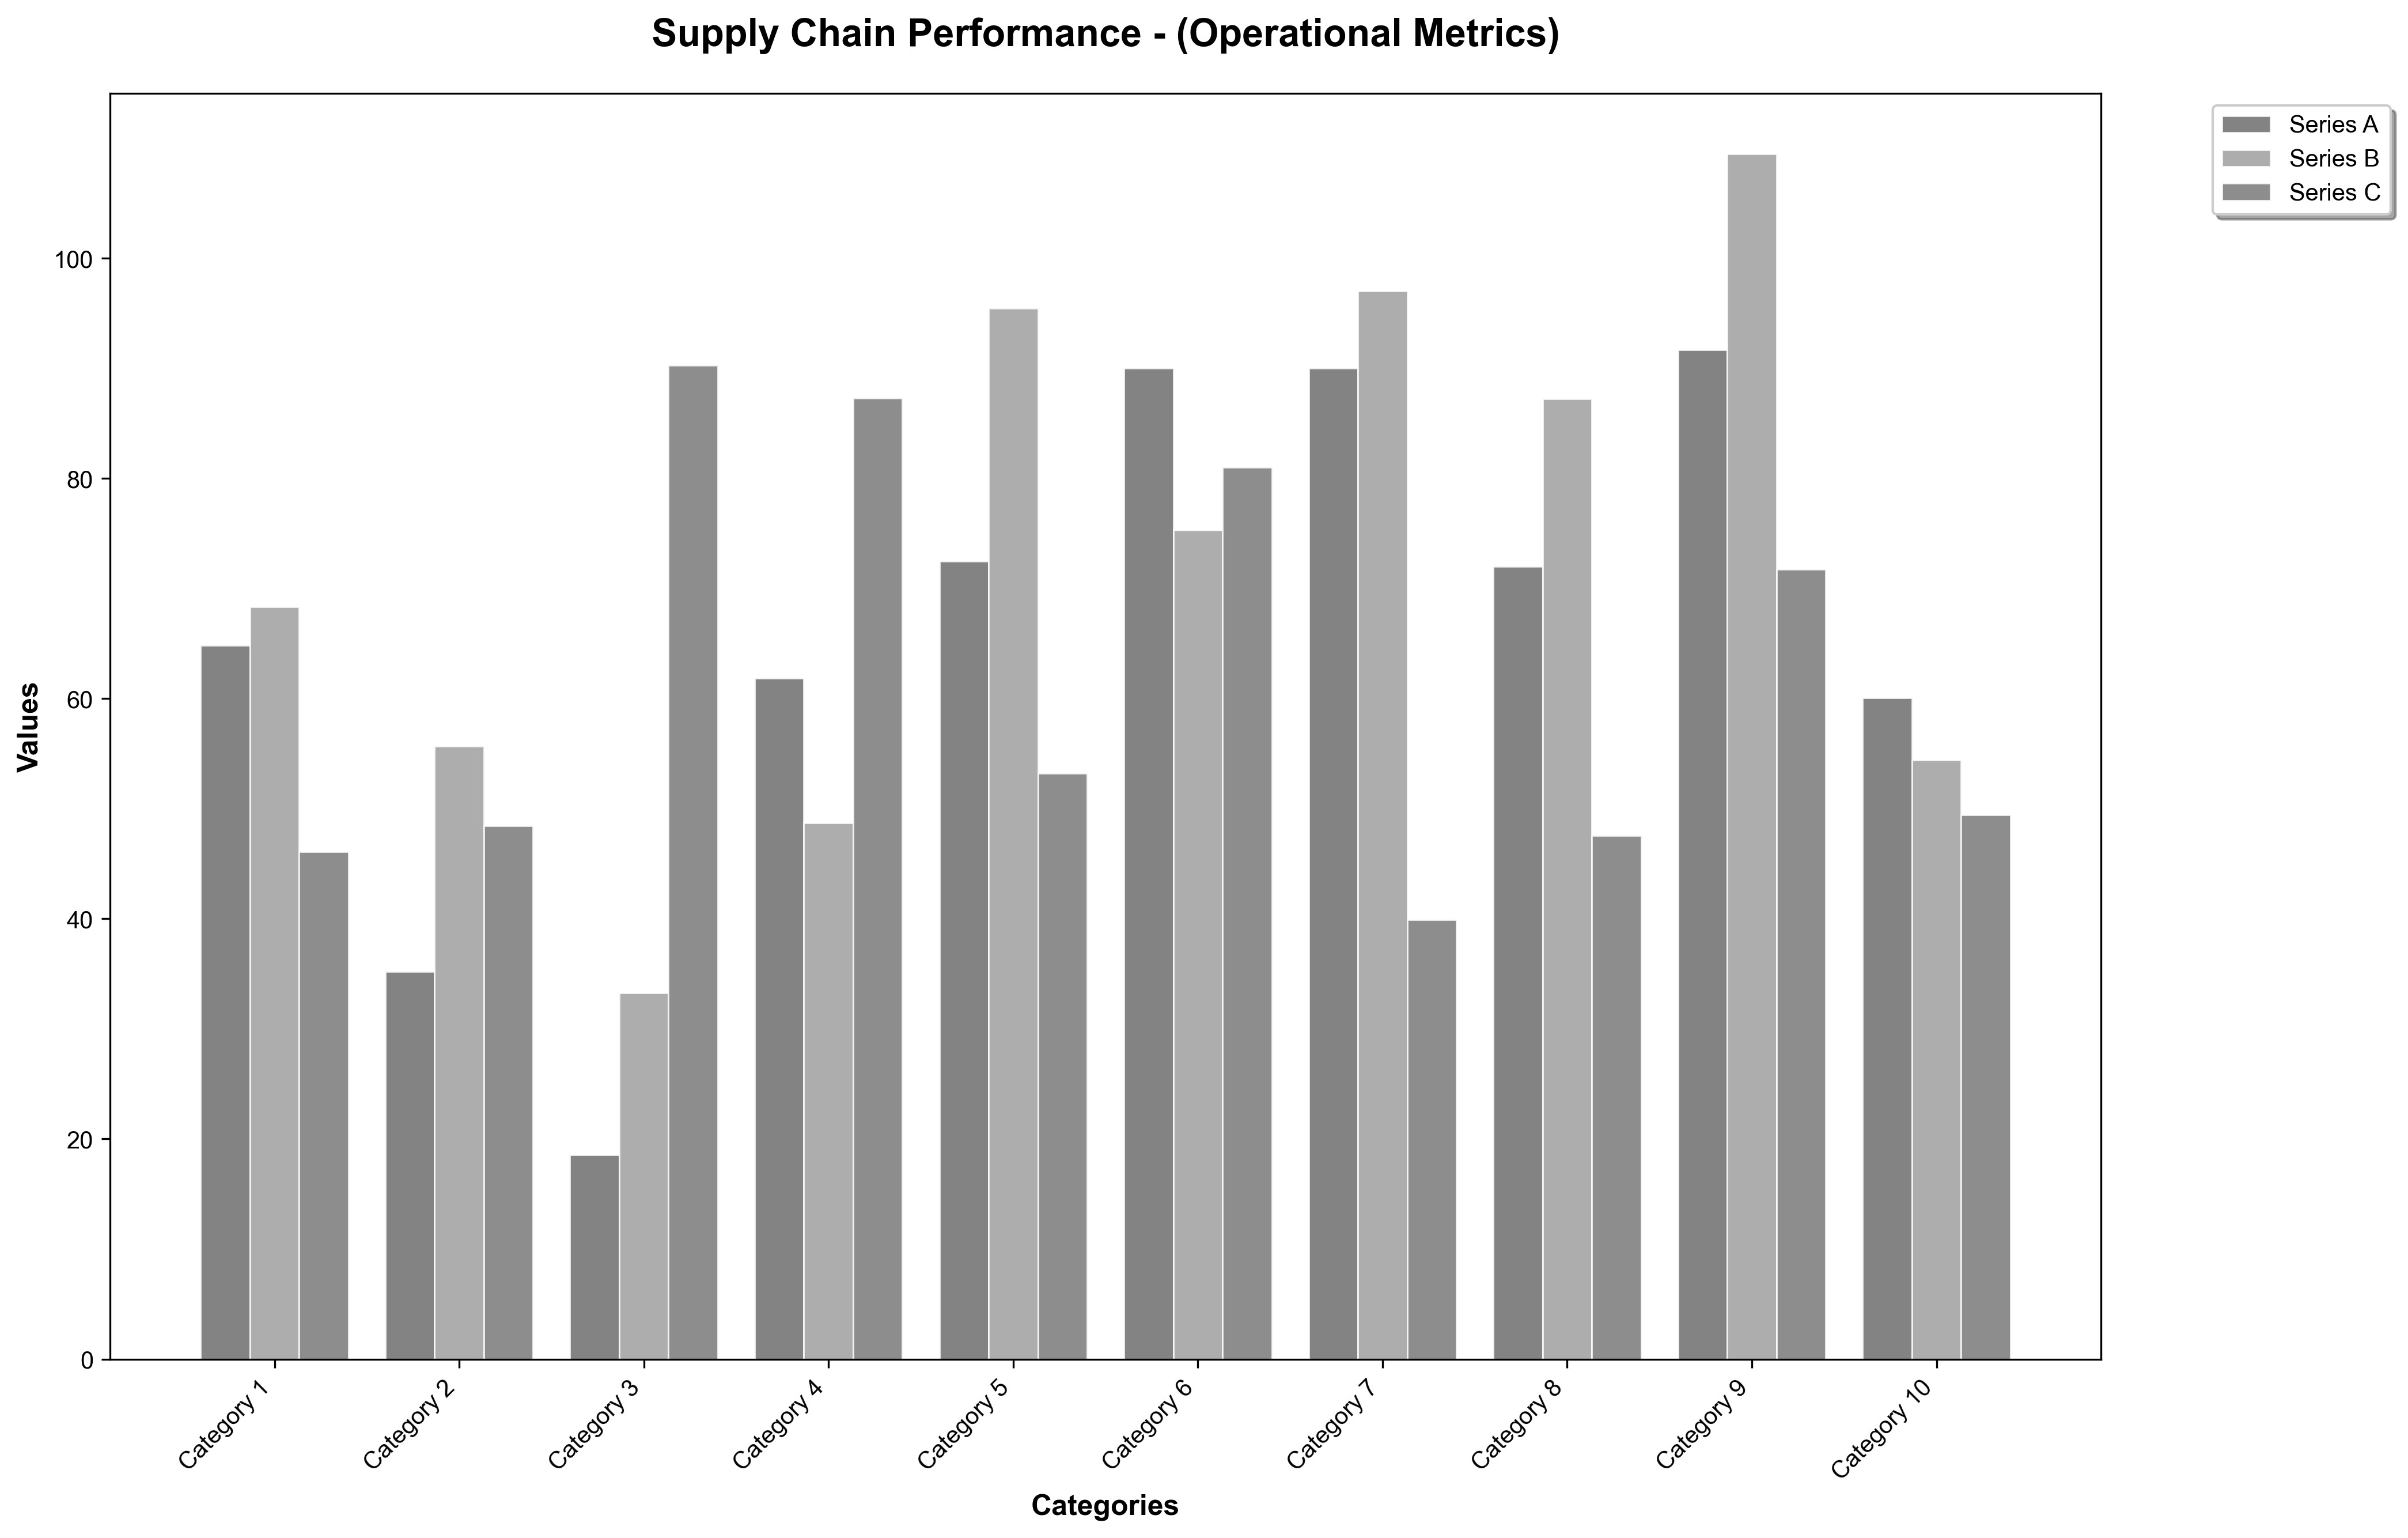 Supply Chain Performance - (Operational Metrics)
Series A
Series B
Series C
100
80
60
40
20
0
Values
Category 1
Category 2
Category 3
Category 4
Category 5
Category 6
Category 7
Category 8
Category 9
Category 10
Categories